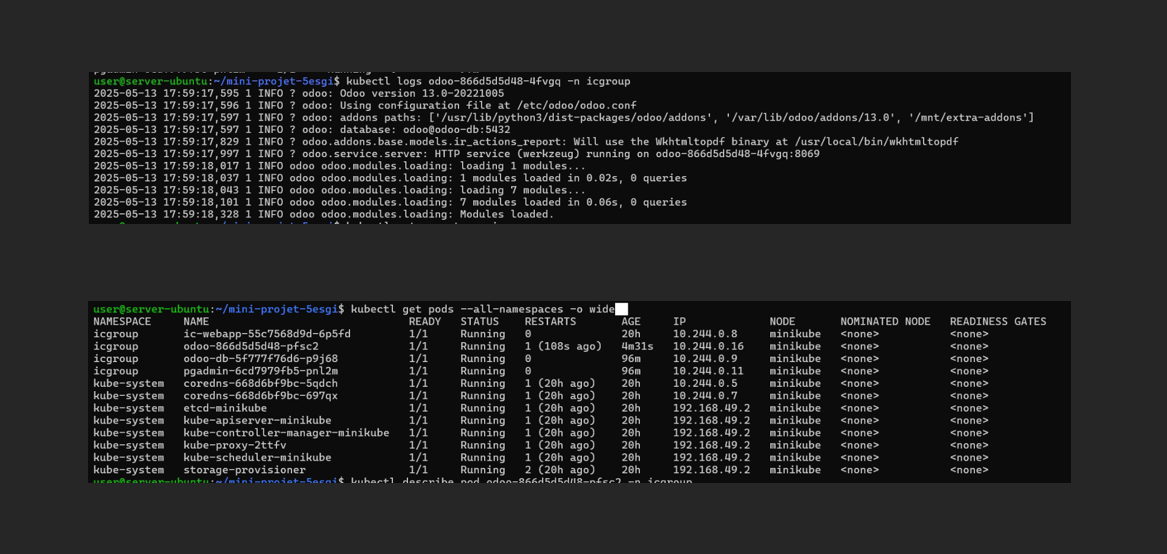 user@server-ubuntu:~/mini-projet-5esgi$ kubectl logs odoo-866d5d5d48-4fvgq -n icgroup
2025-05-13 17:59:17,595 1 INFO ? odoo: Odoo version 13.0-20221005
2025-05-13 17:59:17,596 1 INFO ? odoo: Using configuration file at /etc/odoo/odoo.conf
2025-05-13 17:59:17,597 1 INFO ? odoo: addons paths: ['/usr/lib/python3/dist-packages/odoo/addons', '/var/lib/odoo/addons/13.0', '/mnt/extra-addons']
2025-05-13 17:59:17,597 1 INFO ? odoo: database: odoo@odoo-db:5432
2025-05-13 17:59:17,829 1 INFO ? odoo.addons.base.models.ir_actions_report: Will use the Wkhtmltopdf binary at /usr/local/bin/wkhtmltopdf
2025-05-13 17:59:17,997 1 INFO ? odoo.service.server: HTTP service (werkzeug) running on odoo-866d5d5d48-4fvgq:8069
2025-05-13 17:59:18,017 1 INFO odoo odoo.modules.loading: loading 1 modules...
2025-05-13 17:59:18,037 1 INFO odoo odoo.modules.loading: 1 modules loaded in 0.02s, 0 queries
2025-05-13 17:59:18,043 1 INFO odoo odoo.modules.loading: loading 7 modules...
2025-05-13 17:59:18,101 1 INFO odoo odoo.modules.loading: 7 modules loaded in 0.06s, 0 queries
2025-05-13 17:59:18,328 1 INFO odoo odoo.modules.loading: Modules loaded.
user@server-ubuntu:~/mini-projet-5esgi$ kubectl get pods --all-namespaces -o wide
NAMESPACE NAME READY STATUS RESTARTS AGE IP NODE NOMINATED NODE READINESS GATES
icgroup ic-webapp-55c7568d9d-6p5fd 1/1 Running 0 20h 10.244.0.8 minikube <none> <none>
icgroup odoo-866d5d5d48-pfsc2 1/1 Running 1 (108s ago) 4m31s 10.244.0.16 minikube <none> <none>
icgroup odoo-db-5f777f76d6-p9j68 1/1 Running 0 96m 10.244.0.9 minikube <none> <none>
icgroup pgadmin-6cd7979fb5-pnl2m 1/1 Running 0 96m 10.244.0.11 minikube <none> <none>
kube-system coredns-668d6bf9bc-5qdch 1/1 Running 1 (20h ago) 20h 10.244.0.5 minikube <none> <none>
kube-system coredns-668d6bf9bc-697qx 1/1 Running 1 (20h ago) 20h 10.244.0.7 minikube <none> <none>
kube-system etcd-minikube 1/1 Running 1 (20h ago) 20h 192.168.49.2 minikube <none> <none>
kube-system kube-apiserver-minikube 1/1 Running 1 (20h ago) 20h 192.168.49.2 minikube <none> <none>
kube-system kube-controller-manager-minikube 1/1 Running 1 (20h ago) 20h 192.168.49.2 minikube <none> <none>
kube-system kube-proxy-2ttfv 1/1 Running 1 (20h ago) 20h 192.168.49.2 minikube <none> <none>
kube-system kube-scheduler-minikube 1/1 Running 1 (20h ago) 20h 192.168.49.2 minikube <none> <none>
kube-system storage-provisioner 1/1 Running 2 (20h ago) 20h 192.168.49.2 minikube <none> <none>
user@server-ubuntu:~/mini-projet-5esgi$ kubectl describe pod odoo-866d5d5d48-pfsc2 -n icgroup